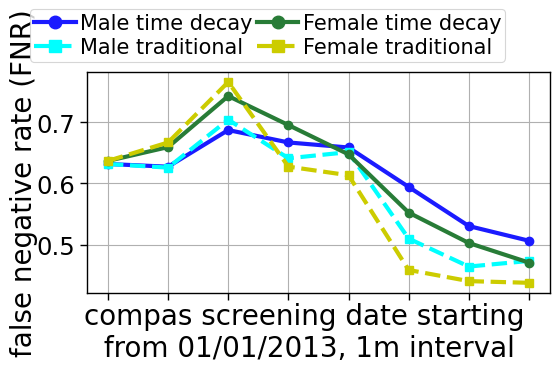 Male time decay
Female time decay
Male traditional
Female traditional
false negative rate (FNR)
0.7
0.6
0.5
compas screening date starting
from 01/01/2013, 1m interval